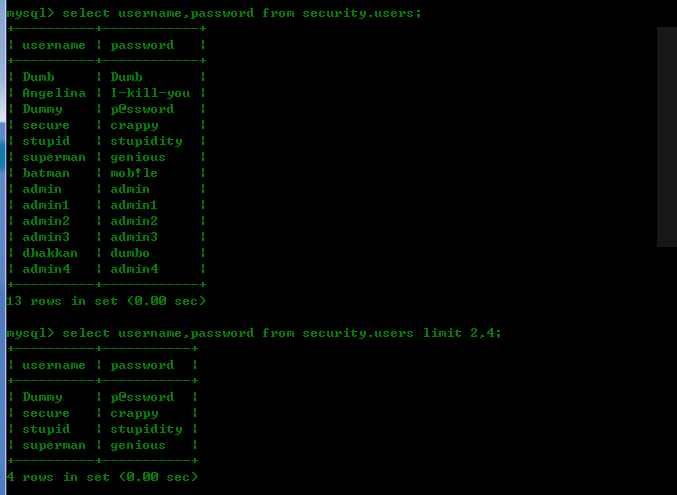 mysql> select username,password from security.users;
+----------+------------+
| username | password   |
+----------+------------+
| Dumb     | Dumb       |
| Angelina | I-kill-you |
| Dummy    | p@ssword   |
| secure   | crappy     |
| stupid   | stupidity  |
| superman | genious    |
| batman   | mob!le     |
| admin    | admin      |
| admin1   | admin1     |
| admin2   | admin2     |
| admin3   | admin3     |
| dhakkan  | dumbo      |
| admin4   | admin4     |
+----------+------------+
13 rows in set (0.00 sec)
mysql> select username,password from security.users limit 2,4;
+----------+-----------+
| username | password  |
+----------+-----------+
| Dummy    | p@ssword  |
| secure   | crappy    |
| stupid   | stupidity |
| superman | genious   |
+----------+-----------+
4 rows in set (0.00 sec)